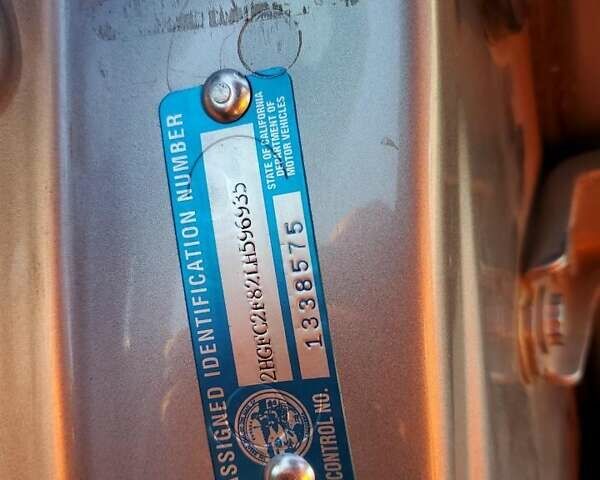 ASSIGNED IDENTIFICATION NUMBER
2HGFC2F82LH596935
STATE OF CALIFORNIA
DEPARTMENT OF
MOTOR VEHICLES
CONTROL NO.
1338575